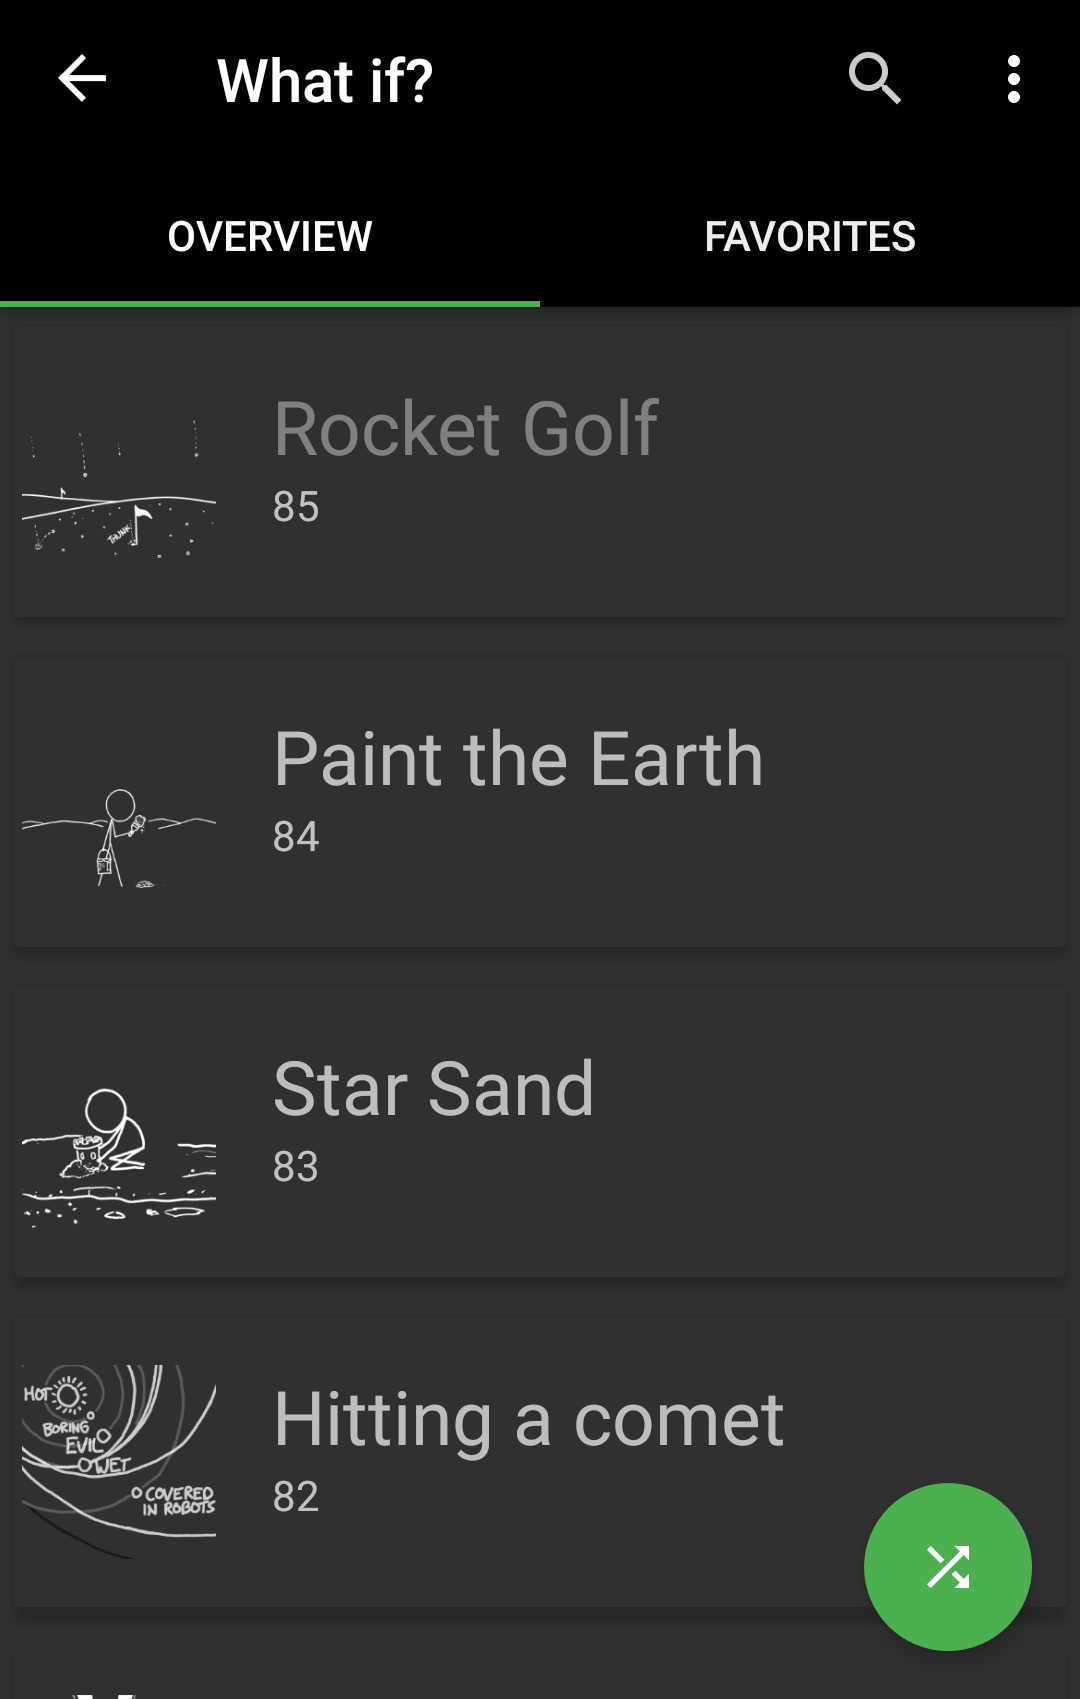 What if?
OVERVIEW
FAVORITES
Rocket Golf
85
THUNK
Paint the Earth
84
Star Sand
83
Hitting a comet
82
HOT
BORING
EVIL
WET
COVERED
IN ROBOTS